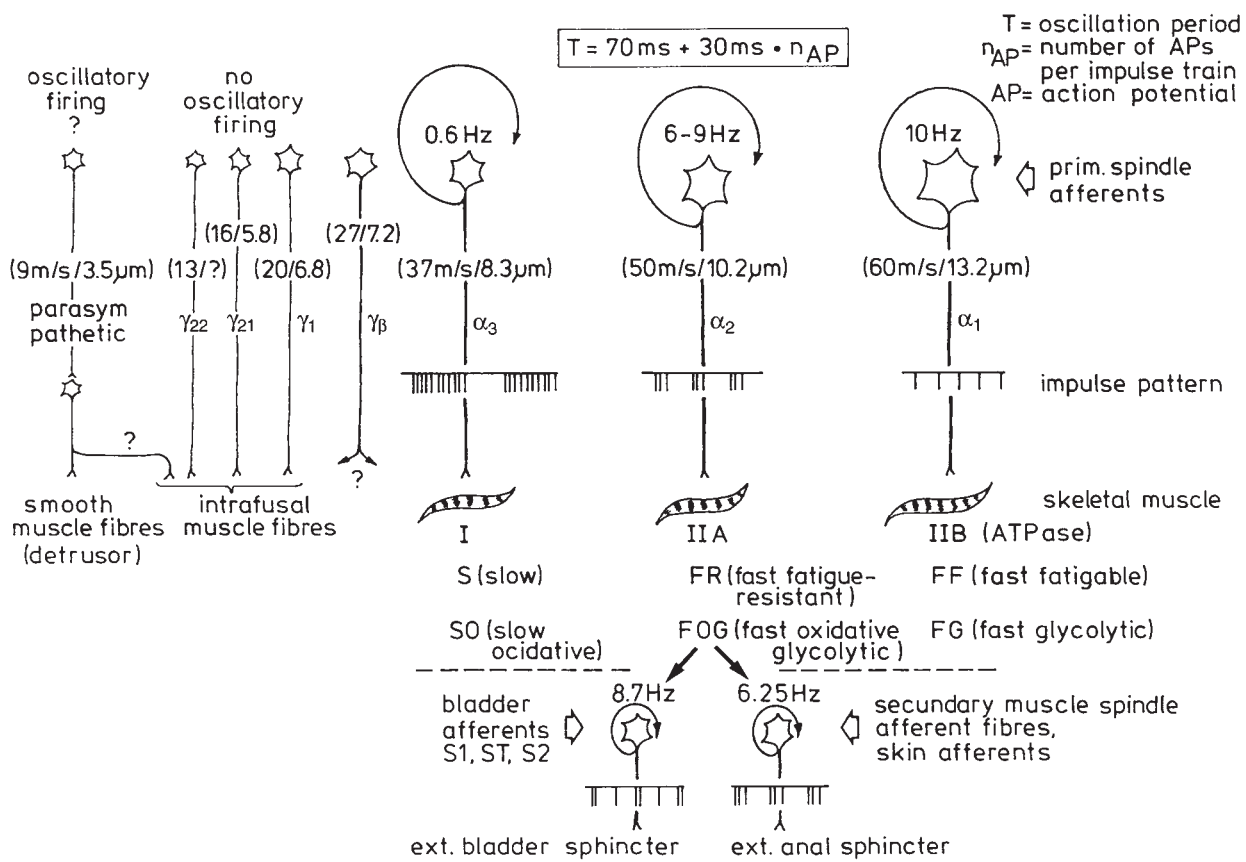 T = 70ms + 30ms • nAP
T = oscillation period
nAP = number of APs
per impulse train
AP = action potential
oscillatory
firing
?
no
oscillatory
firing
0.6 Hz
6-9Hz
10Hz
prim. spindle
afferents
(16/5.8)
(27/7.2)
(9m/s/3.5µm)
(13/?)
(20/6.8)
(37m/s/8.3µm)
(50m/s/10.2µm)
(60m/s/13.2µm)
parasym
pathetic
γ22
γ21
γ1
γβ
α3
α2
α1
impulse pattern
?
?
smooth
muscle fibres
(detrusor)
intrafusal
muscle fibres
skeletal muscle
I
IIA
IIB (ATPase)
S (slow)
FR (fast fatigue-
resistant)
FF (fast fatigable)
SO (slow
ocidative)
FOG (fast oxidative
glycolytic)
FG (fast glycolytic)
8.7Hz
6.25Hz
bladder
afferents
S1, ST, S2
secundary muscle spindle
afferent fibres,
skin afferents
ext. bladder sphincter
ext. anal sphincter